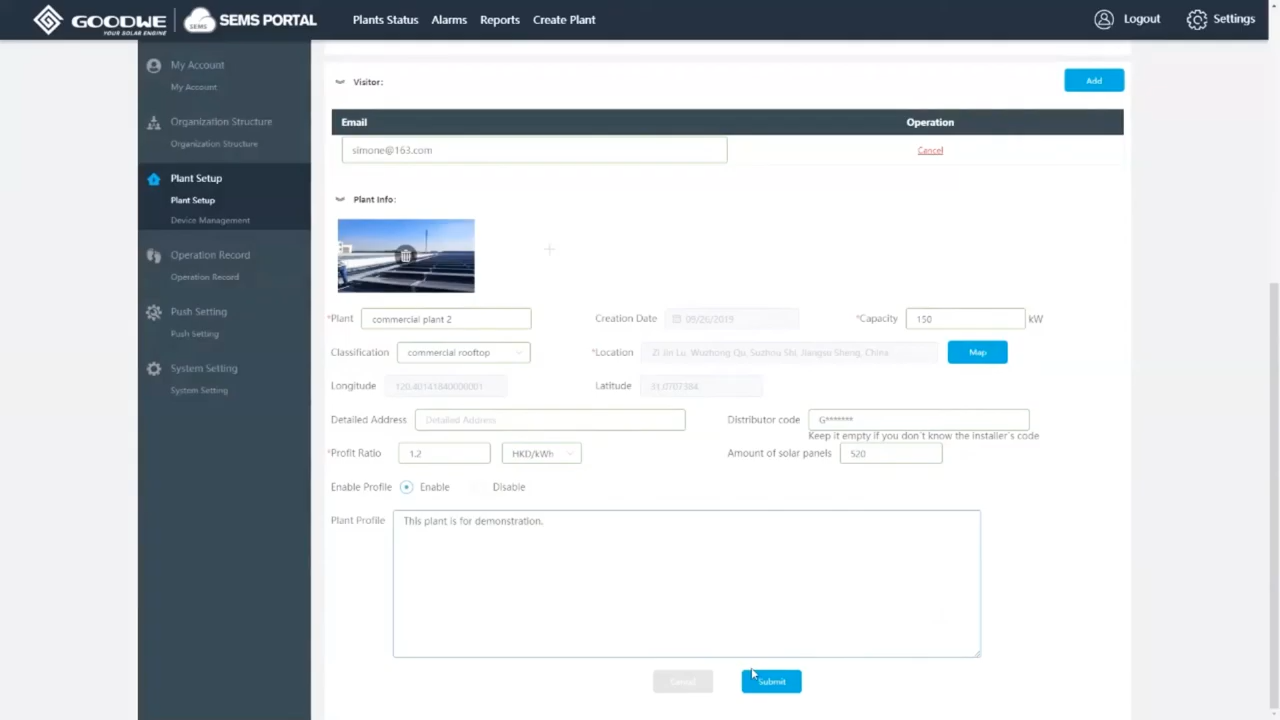 GOODWE YOUR SOLAR ENGINE SEMS SEMS PORTAL Plants Status Alarms Reports Create Plant Logout Settings
My Account
My Account
Organization Structure
Organization Structure
Plant Setup
Plant Setup
Device Management
Operation Record
Operation Record
Push Setting
Push Setting
System Setting
System Setting
Visitor: Add
Email Operation
simone@163.com Cancel
Plant Info:
*Plant commercial plant 2 Creation Date 09/26/2019 *Capacity 150 kW
Classification commercial rooftop *Location Zi Jin Lu, Wuzhong Qu, Suzhou Shi, Jiangsu Sheng, China Map
Longitude 120.40141840000001 Latitude 31.0707384
Detailed Address Detailed Address Distributor code G*******
Keep it empty if you don`t know the installer`s code
*Profit Ratio 1.2 HKD/kWh Amount of solar panels 520
Enable Profile Enable Disable
Plant Profile This plant is for demonstration.
Cancel Submit